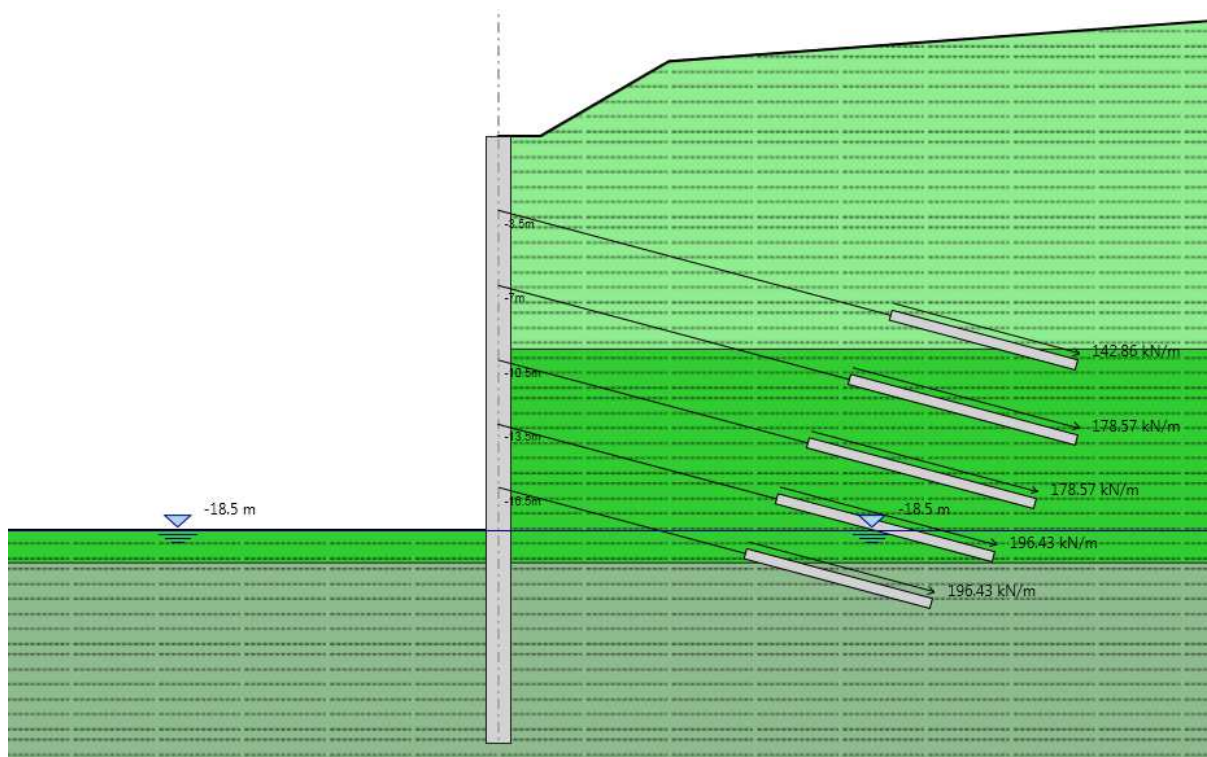 -3.5m
-7m
142.86 kN/m
-10.5m
178.57 kN/m
-13.5m
178.57 kN/m
-16.5m
-18.5 m
-18.5 m
196.43 kN/m
196.43 kN/m